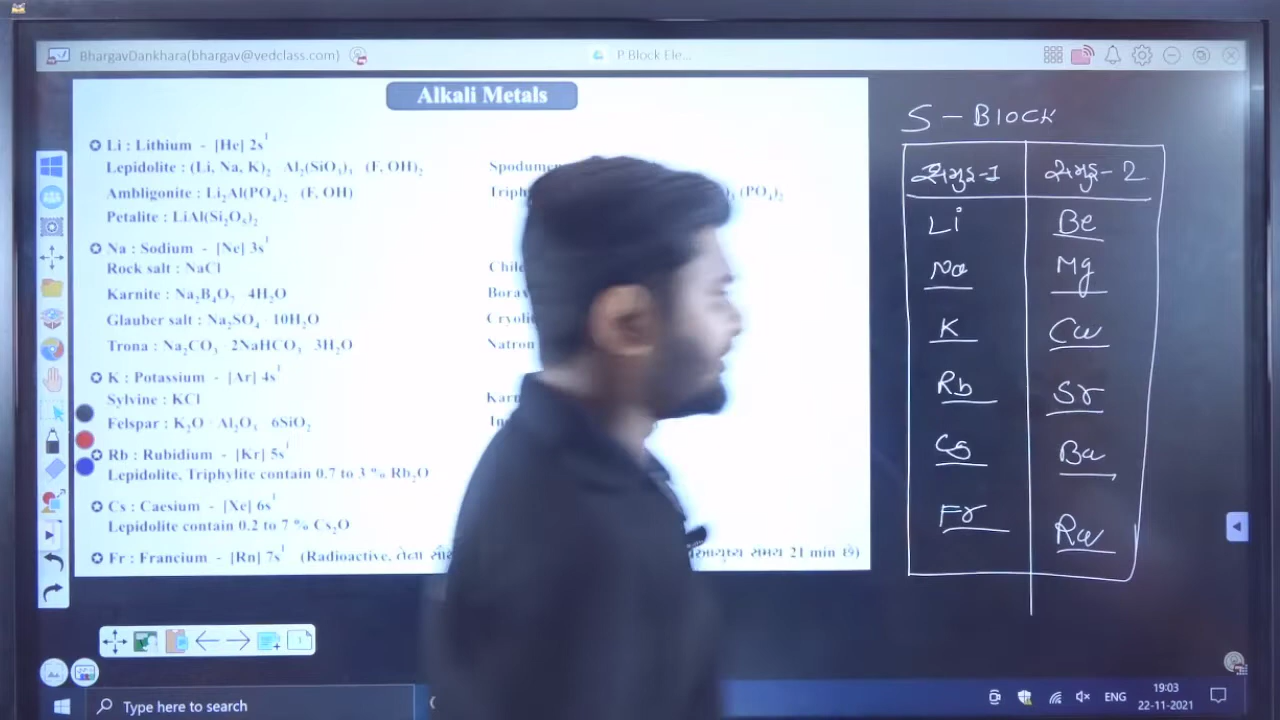 BhargavDankhara(bhargav@vedclass.com)
P Block Ele...
Alkali Metals
Li : Lithium - [He] 2s¹
Lepidolite : (Li, Na, K)₂ Al₂(SiO₃)₃ (F, OH)₂ Spodumen
Ambligonite : Li₂Al(PO₄)₂ (F, OH) Triph (PO₄)₂
Petalite : LiAl(Si₂O₅)₂
Na : Sodium - [Ne] 3s¹
Rock salt : NaCl Chile
Karnite : Na₂B₄O₇ 4H₂O Borax
Glauber salt : Na₂SO₄ 10H₂O Cryoli
Trona : Na₂CO₃ 2NaHCO₃ 3H₂O Natron
K : Potassium - [Ar] 4s¹
Sylvine : KCl Karn
Felspar : K₂O · Al₂O₃ 6SiO₂
Rb : Rubidium - [Kr] 5s¹
Lepidolite, Triphylite contain 0.7 to 3 % Rb₂O
Cs : Caesium - [Xe] 6s¹
Lepidolite contain 0.2 to 7 % Cs₂O
Fr : Francium - [Rn] 7s¹ (Radioactive, તેના સૌ આયુષ્ય સમય 21 min છે)
S - BLOCK
સમુહ-1 સમુહ-2
Li Be
Na Mg
K Ca
Rb Sr
Cs Ba
Fr Ra
Type here to search
ENG
19:03
22-11-2021